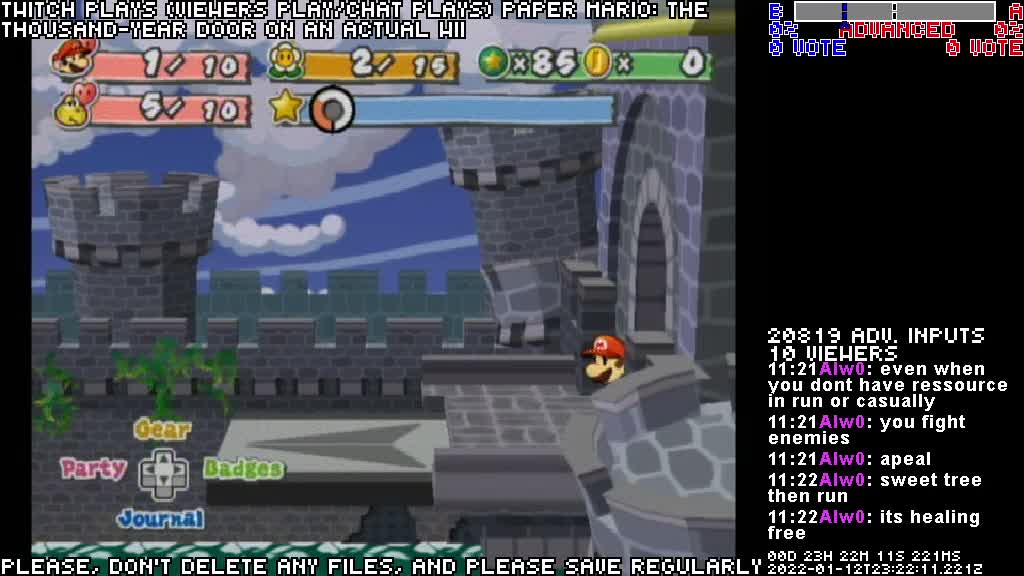 TWITCH PLAYS (VIEWERS PLAY/CHAT PLAYS) PAPER MARIO: THE
THOUSAND-YEAR DOOR ON AN ACTUAL WII
B A
0% ADVANCED 0%
0 VOTE 0 VOTE
1/10 2/15 ×85 × 0
5/10
M
Gear
Party Badges
Journal
20819 ADV. INPUTS
10 VIEWERS
11:21Alw0: even when
you dont have ressource
in run or casually
11:21Alw0: you fight
enemies
11:21Alw0: apeal
11:22Alw0: sweet tree
then run
11:22Alw0: its healing
free
00D 23H 22M 11S 221MS
2022-01-12T23:22:11.221Z
PLEASE, DON'T DELETE ANY FILES, AND PLEASE SAVE REGULARLY